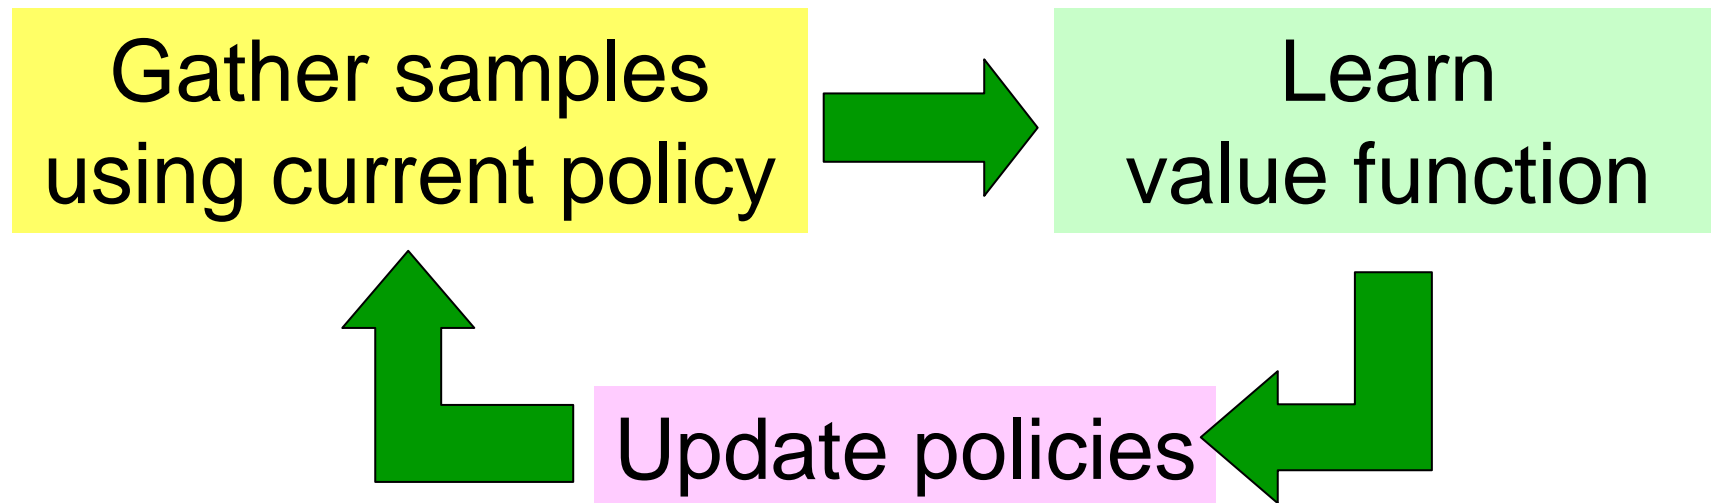 Gather samples
using current policy
Learn
value function
Update policies